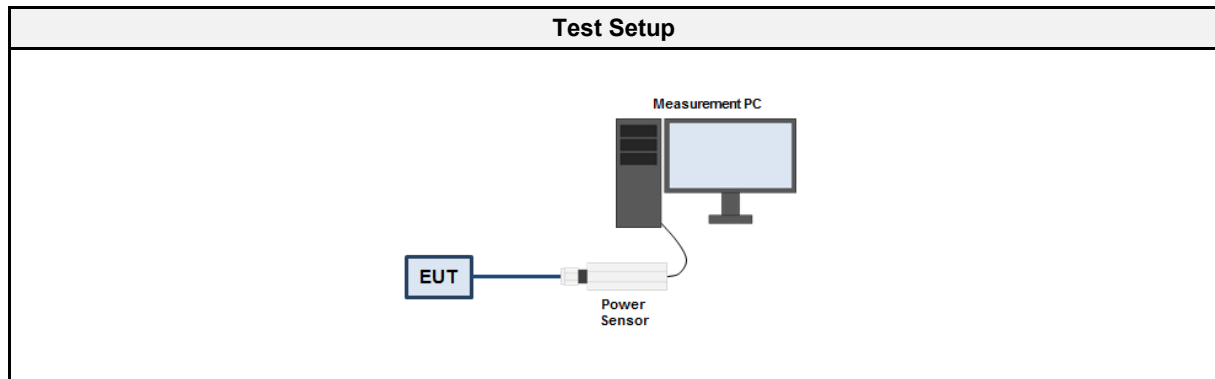 Test Setup
Measurement PC
EUT
Power
Sensor